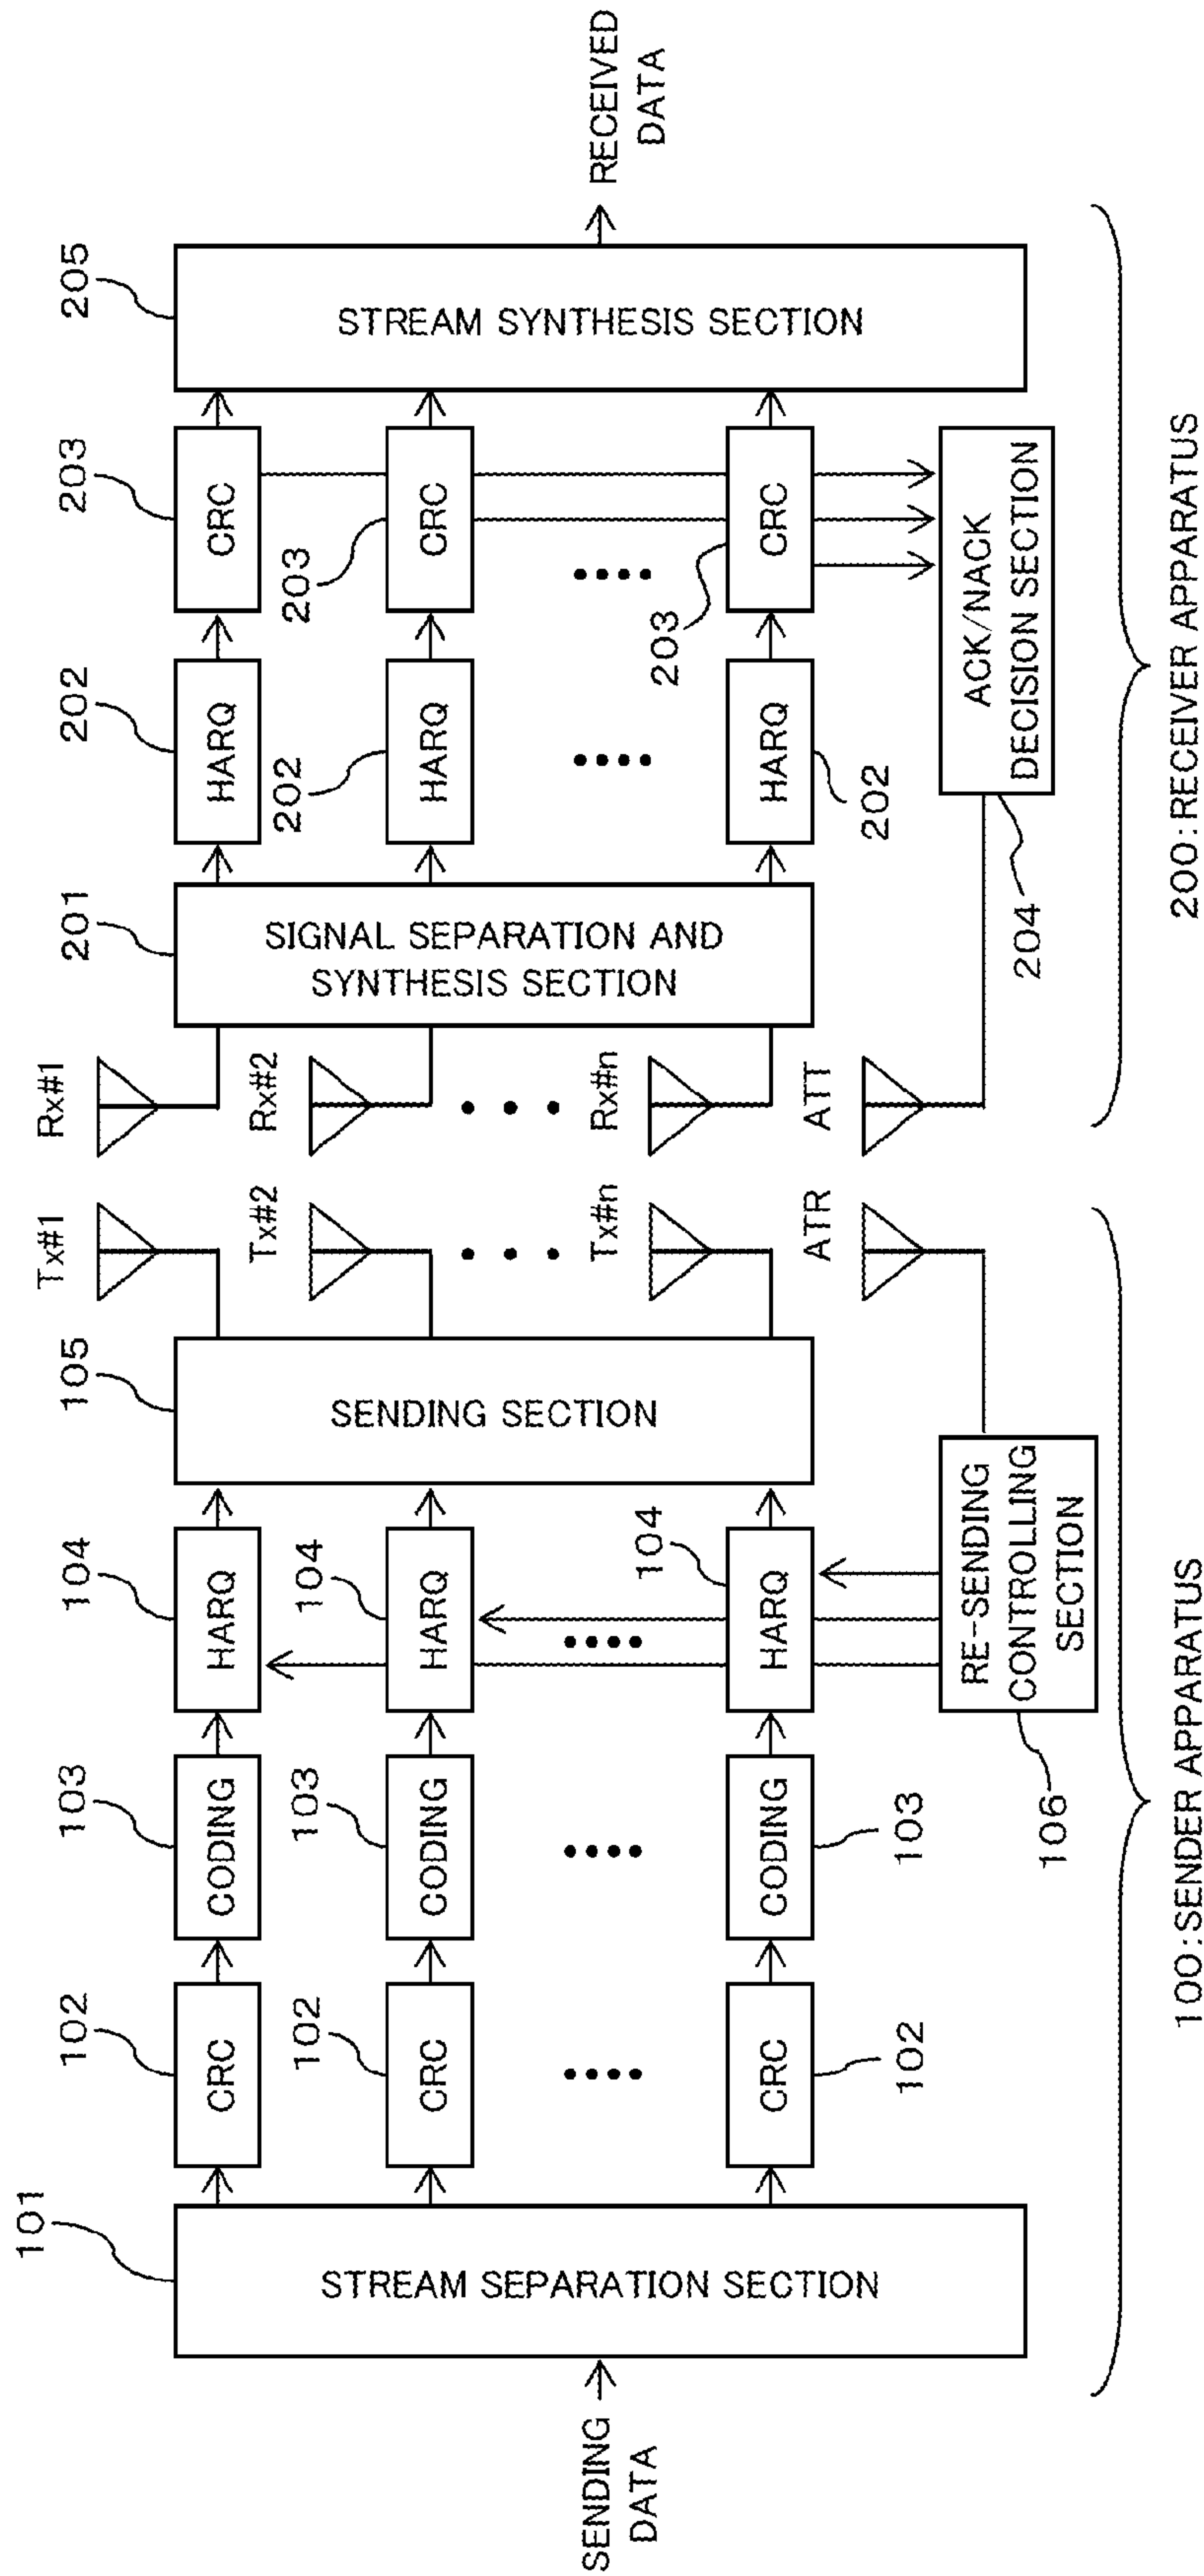 SENDING
DATA
101
STREAM SEPARATION SECTION
102
CRC
102
CRC
CRC
102
103
CODING
103
CODING
CODING
103
104
HARQ
104
HARQ
104
HARQ
RE-SENDING
CONTROLLING
SECTION
106
105
SENDING SECTION
Tx#1
Tx#2
Tx#n
ATR
100:SENDER APPARATUS
Rx#1
Rx#2
Rx#n
ATT
201
SIGNAL SEPARATION AND
SYNTHESIS SECTION
202
HARQ
202
HARQ
HARQ
202
203
CRC
203
CRC
203
CRC
ACK/NACK
DECISION SECTION
204
205
STREAM SYNTHESIS SECTION
RECEIVED
DATA
200:RECEIVER APPARATUS